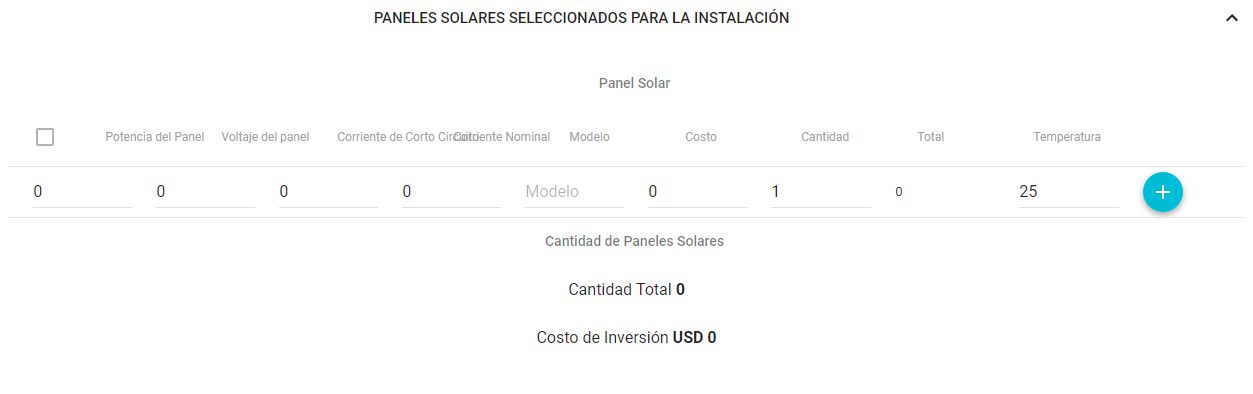 PANELES SOLARES SELECCIONADOS PARA LA INSTALACIÓN
Panel Solar
Potencia del Panel Voltaje del panel Corriente de Corto Circuito Corriente Nominal Modelo Costo Cantidad Total Temperatura
0 0 0 0 Modelo 0 1 0 25 +
Cantidad de Paneles Solares
Cantidad Total 0
Costo de Inversión USD 0